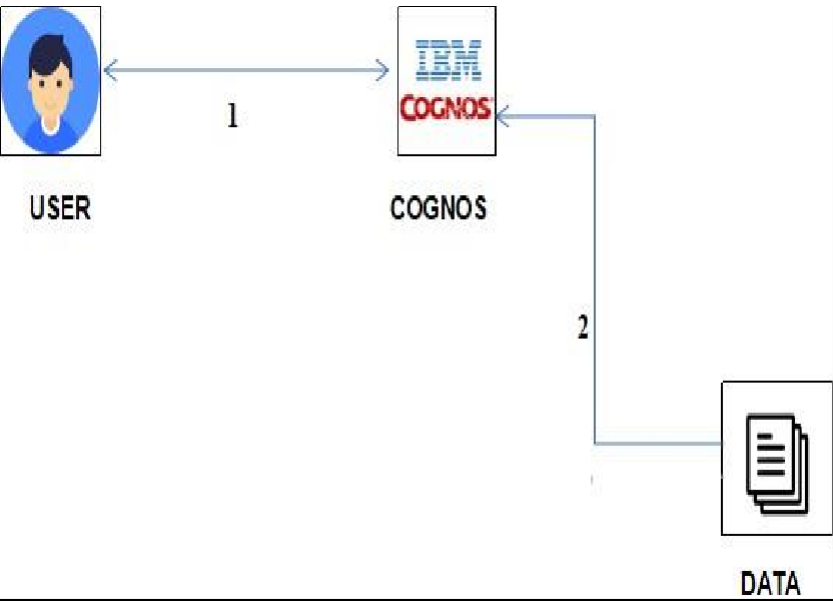 IBM
COGNOS
1
USER
COGNOS
2
DATA